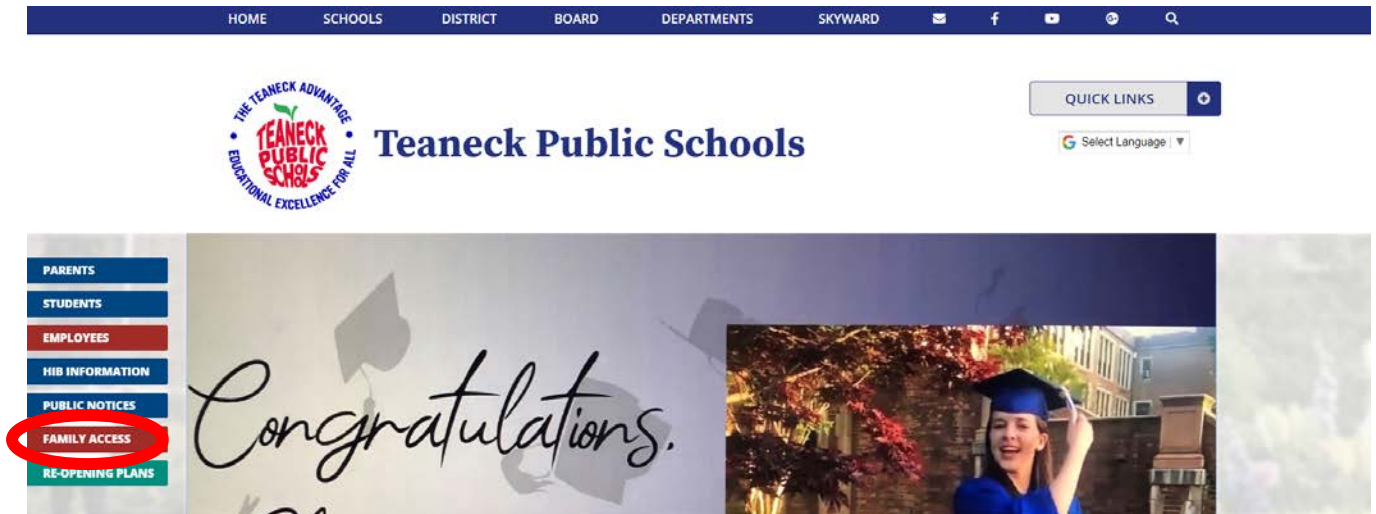 HOME SCHOOLS DISTRICT BOARD DEPARTMENTS SKYWARD
THE TEANECK ADVANTAGE
TEANECK
PUBLIC
SCHOOLS
EDUCATIONAL EXCELLENCE FOR ALL
Teaneck Public Schools
QUICK LINKS
G Select Language ▼
PARENTS
STUDENTS
EMPLOYEES
HIB INFORMATION
PUBLIC NOTICES
FAMILY ACCESS
RE-OPENING PLANS
Congratulations.